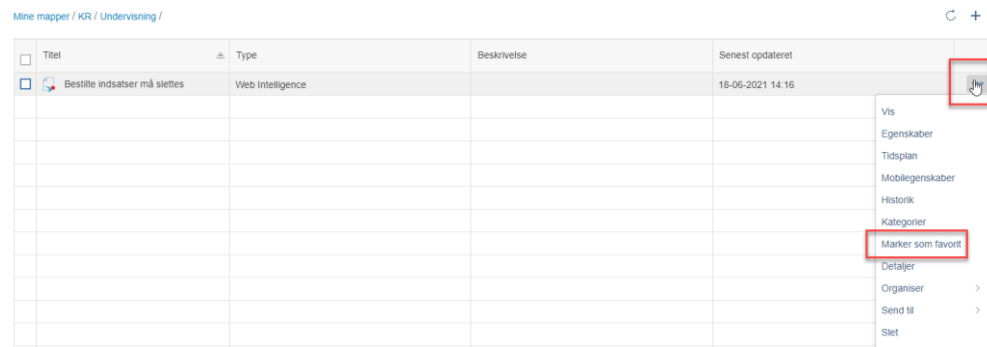 Mine mapper / KR / Undervisning /
Titel Type Beskrivelse Senest opdateret
Bestilte indsatser må slettes Web Intelligence 18-06-2021 14:16
Vis
Egenskaber
Tidsplan
Mobilegenskaber
Historik
Kategorier
Marker som favorit
Detaljer
Organiser
Send til
Slet